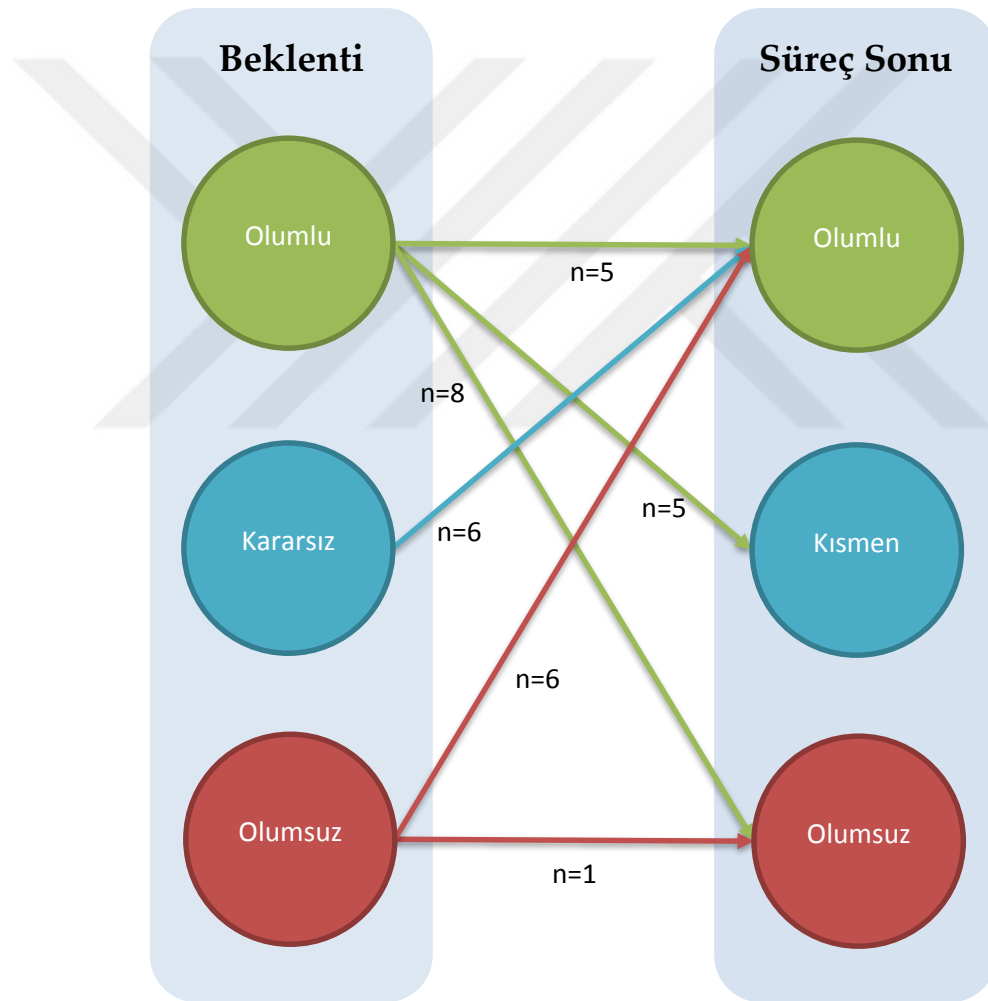 Beklenti
Süreç Sonu
Olumlu
Olumlu
n=5
n=8
Kararsız
n=6
n=5
Kısmen
n=6
Olumsuz
Olumsuz
n=1